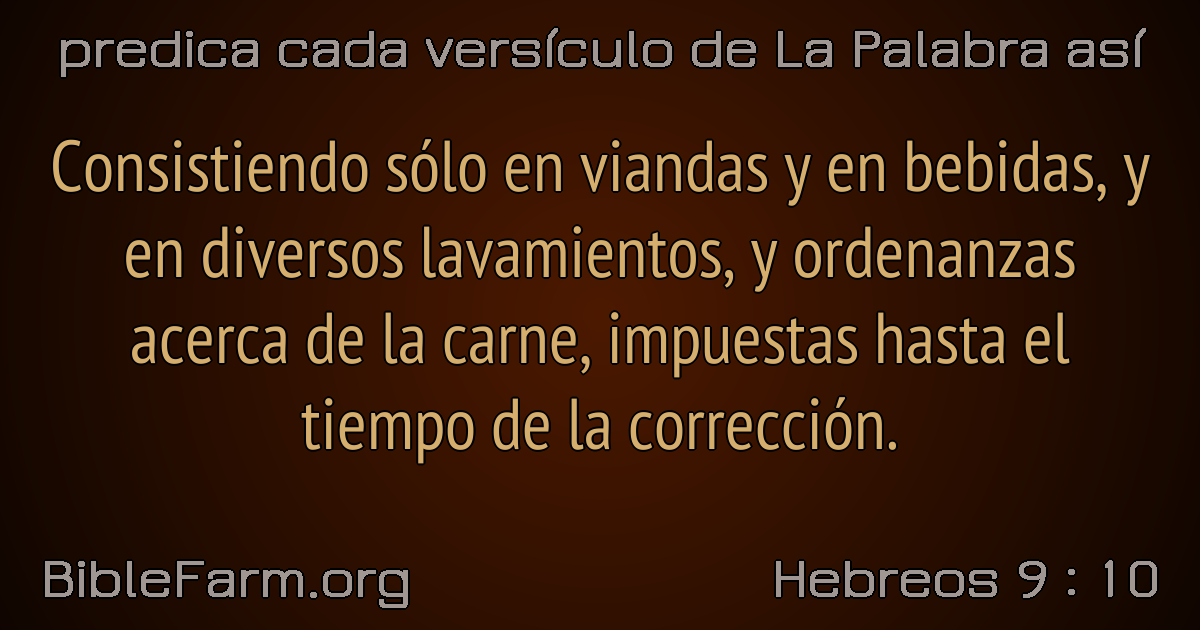 predica cada versículo de La Palabra así
Consistiendo sólo en viandas y en bebidas, y
en diversos lavamientos, y ordenanzas
acerca de la carne, impuestas hasta el
tiempo de la corrección.
BibleFarm.org
Hebreos 9 : 10